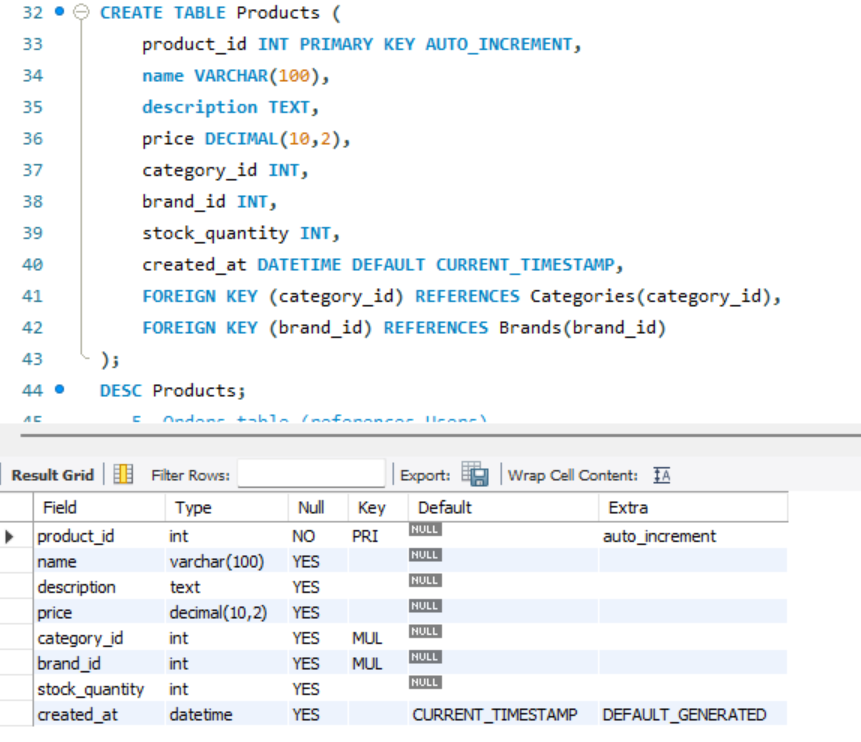 32 CREATE TABLE Products (
33 product_id INT PRIMARY KEY AUTO_INCREMENT,
34 name VARCHAR(100),
35 description TEXT,
36 price DECIMAL(10,2),
37 category_id INT,
38 brand_id INT,
39 stock_quantity INT,
40 created_at DATETIME DEFAULT CURRENT_TIMESTAMP,
41 FOREIGN KEY (category_id) REFERENCES Categories(category_id),
42 FOREIGN KEY (brand_id) REFERENCES Brands(brand_id)
43 );
44 DESC Products;
45 5. Orders table (references Users)
Result Grid Filter Rows: Export: Wrap Cell Content: IA
Field Type Null Key Default Extra
product_id int NO PRI NULL auto_increment
name varchar(100) YES NULL
description text YES NULL
price decimal(10,2) YES NULL
category_id int YES MUL NULL
brand_id int YES MUL NULL
stock_quantity int YES NULL
created_at datetime YES CURRENT_TIMESTAMP DEFAULT_GENERATED